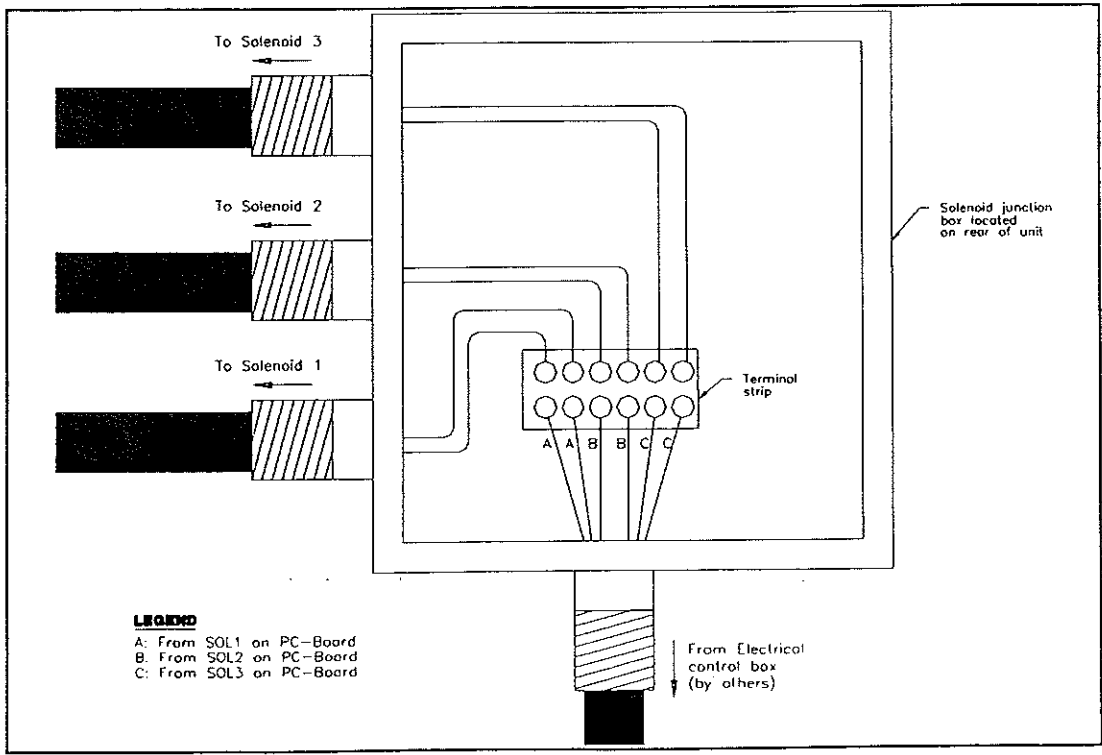 To Solenoid 3
To Solenoid 2
Solenoid junction
box located
on rear of unit
To Solenoid 1
Terminal
strip
A A B B C C
LEGEND
A: From SOL1 on PC-Board
B. From SOL2 on PC-Board
C: From SOL3 on PC-Board
From Electrical
control box
(by others)